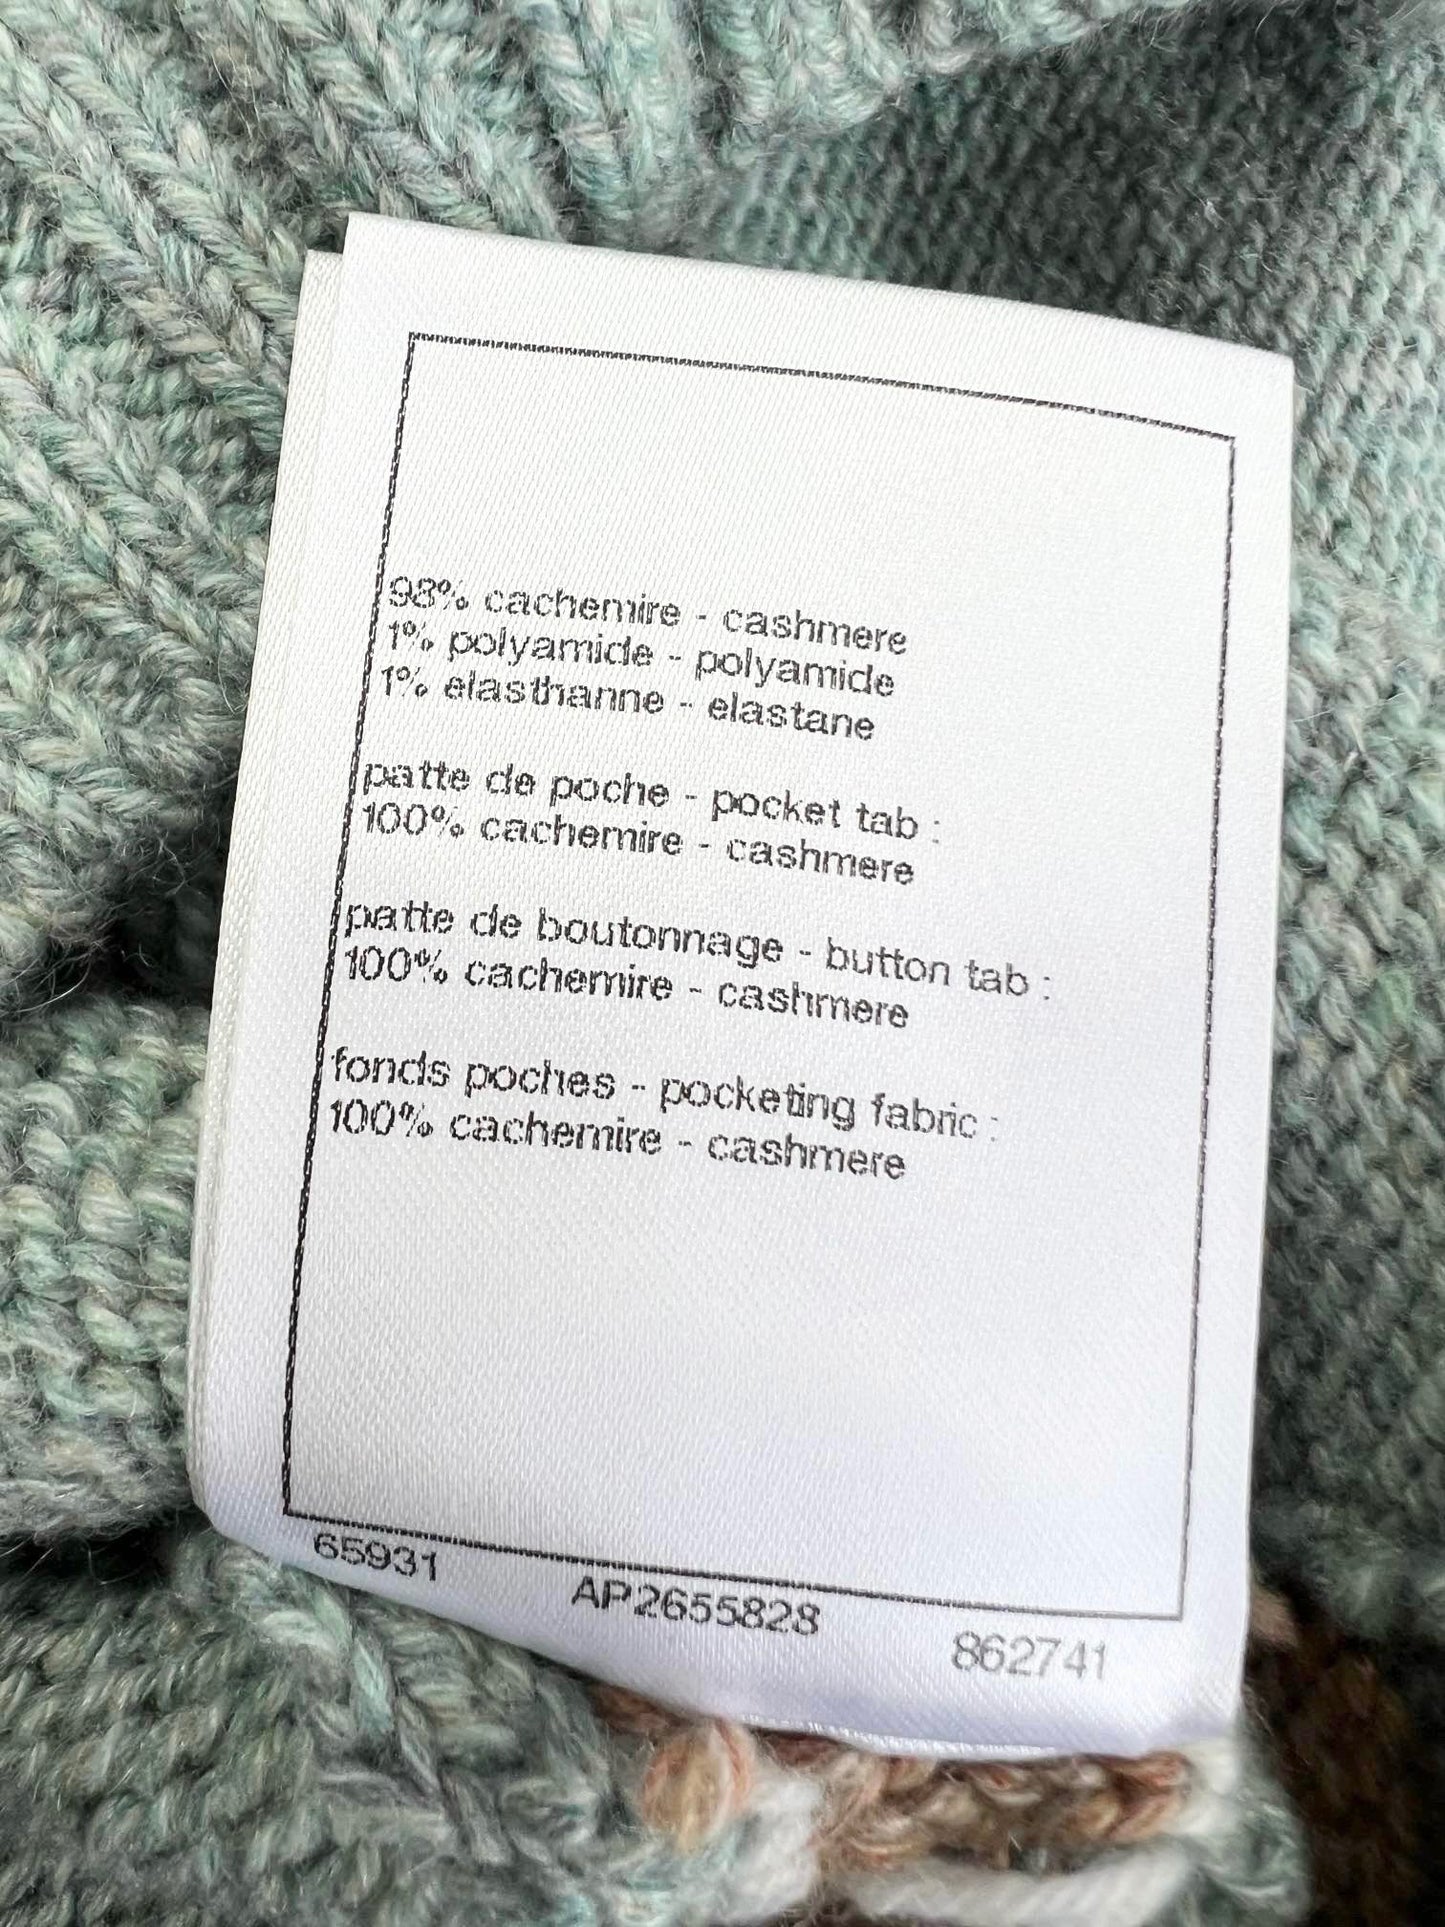 98% cachemire - cashmere
1% polyamide - polyamide
1% elasthanne - elastane
patte de poche - pocket tab :
100% cachemire - cashmere
patte de boutonnage - button tab :
100% cachemire - cashmere
fonds poches - pocketing fabric :
100% cachemire - cashmere
65931 AP2655828 862741